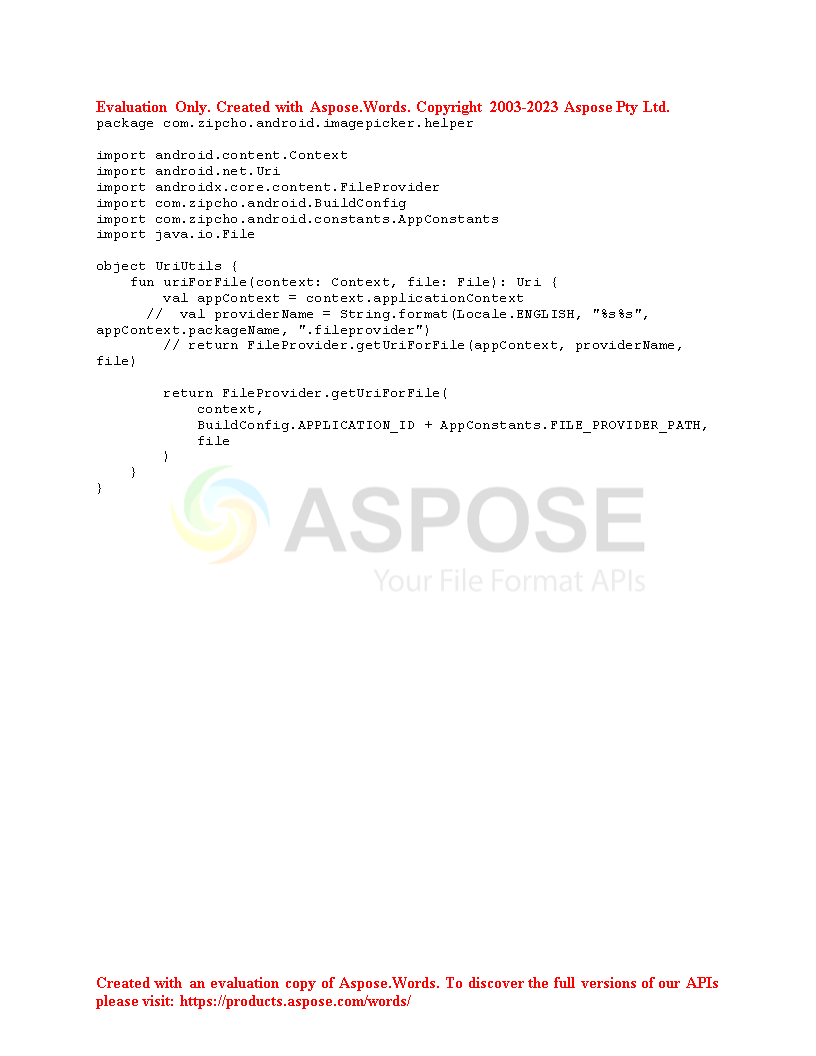 Evaluation Only. Created with Aspose.Words. Copyright 2003-2023 Aspose Pty Ltd.
package com.zipcho.android.imagepicker.helper

import android.content.Context
import android.net.Uri
import androidx.core.content.FileProvider
import com.zipcho.android.BuildConfig
import com.zipcho.android.constants.AppConstants
import java.io.File

object UriUtils {
    fun uriForFile(context: Context, file: File): Uri {
        val appContext = context.applicationContext
      //  val providerName = String.format(Locale.ENGLISH, "%s%s",
appContext.packageName, ".fileprovider")
        // return FileProvider.getUriForFile(appContext, providerName,
file)

        return FileProvider.getUriForFile(
            context,
            BuildConfig.APPLICATION_ID + AppConstants.FILE_PROVIDER_PATH,
            file
        )
    }
}
ASPOSE
Your File Format APIs
Created with an evaluation copy of Aspose.Words. To discover the full versions of our APIs
please visit: https://products.aspose.com/words/